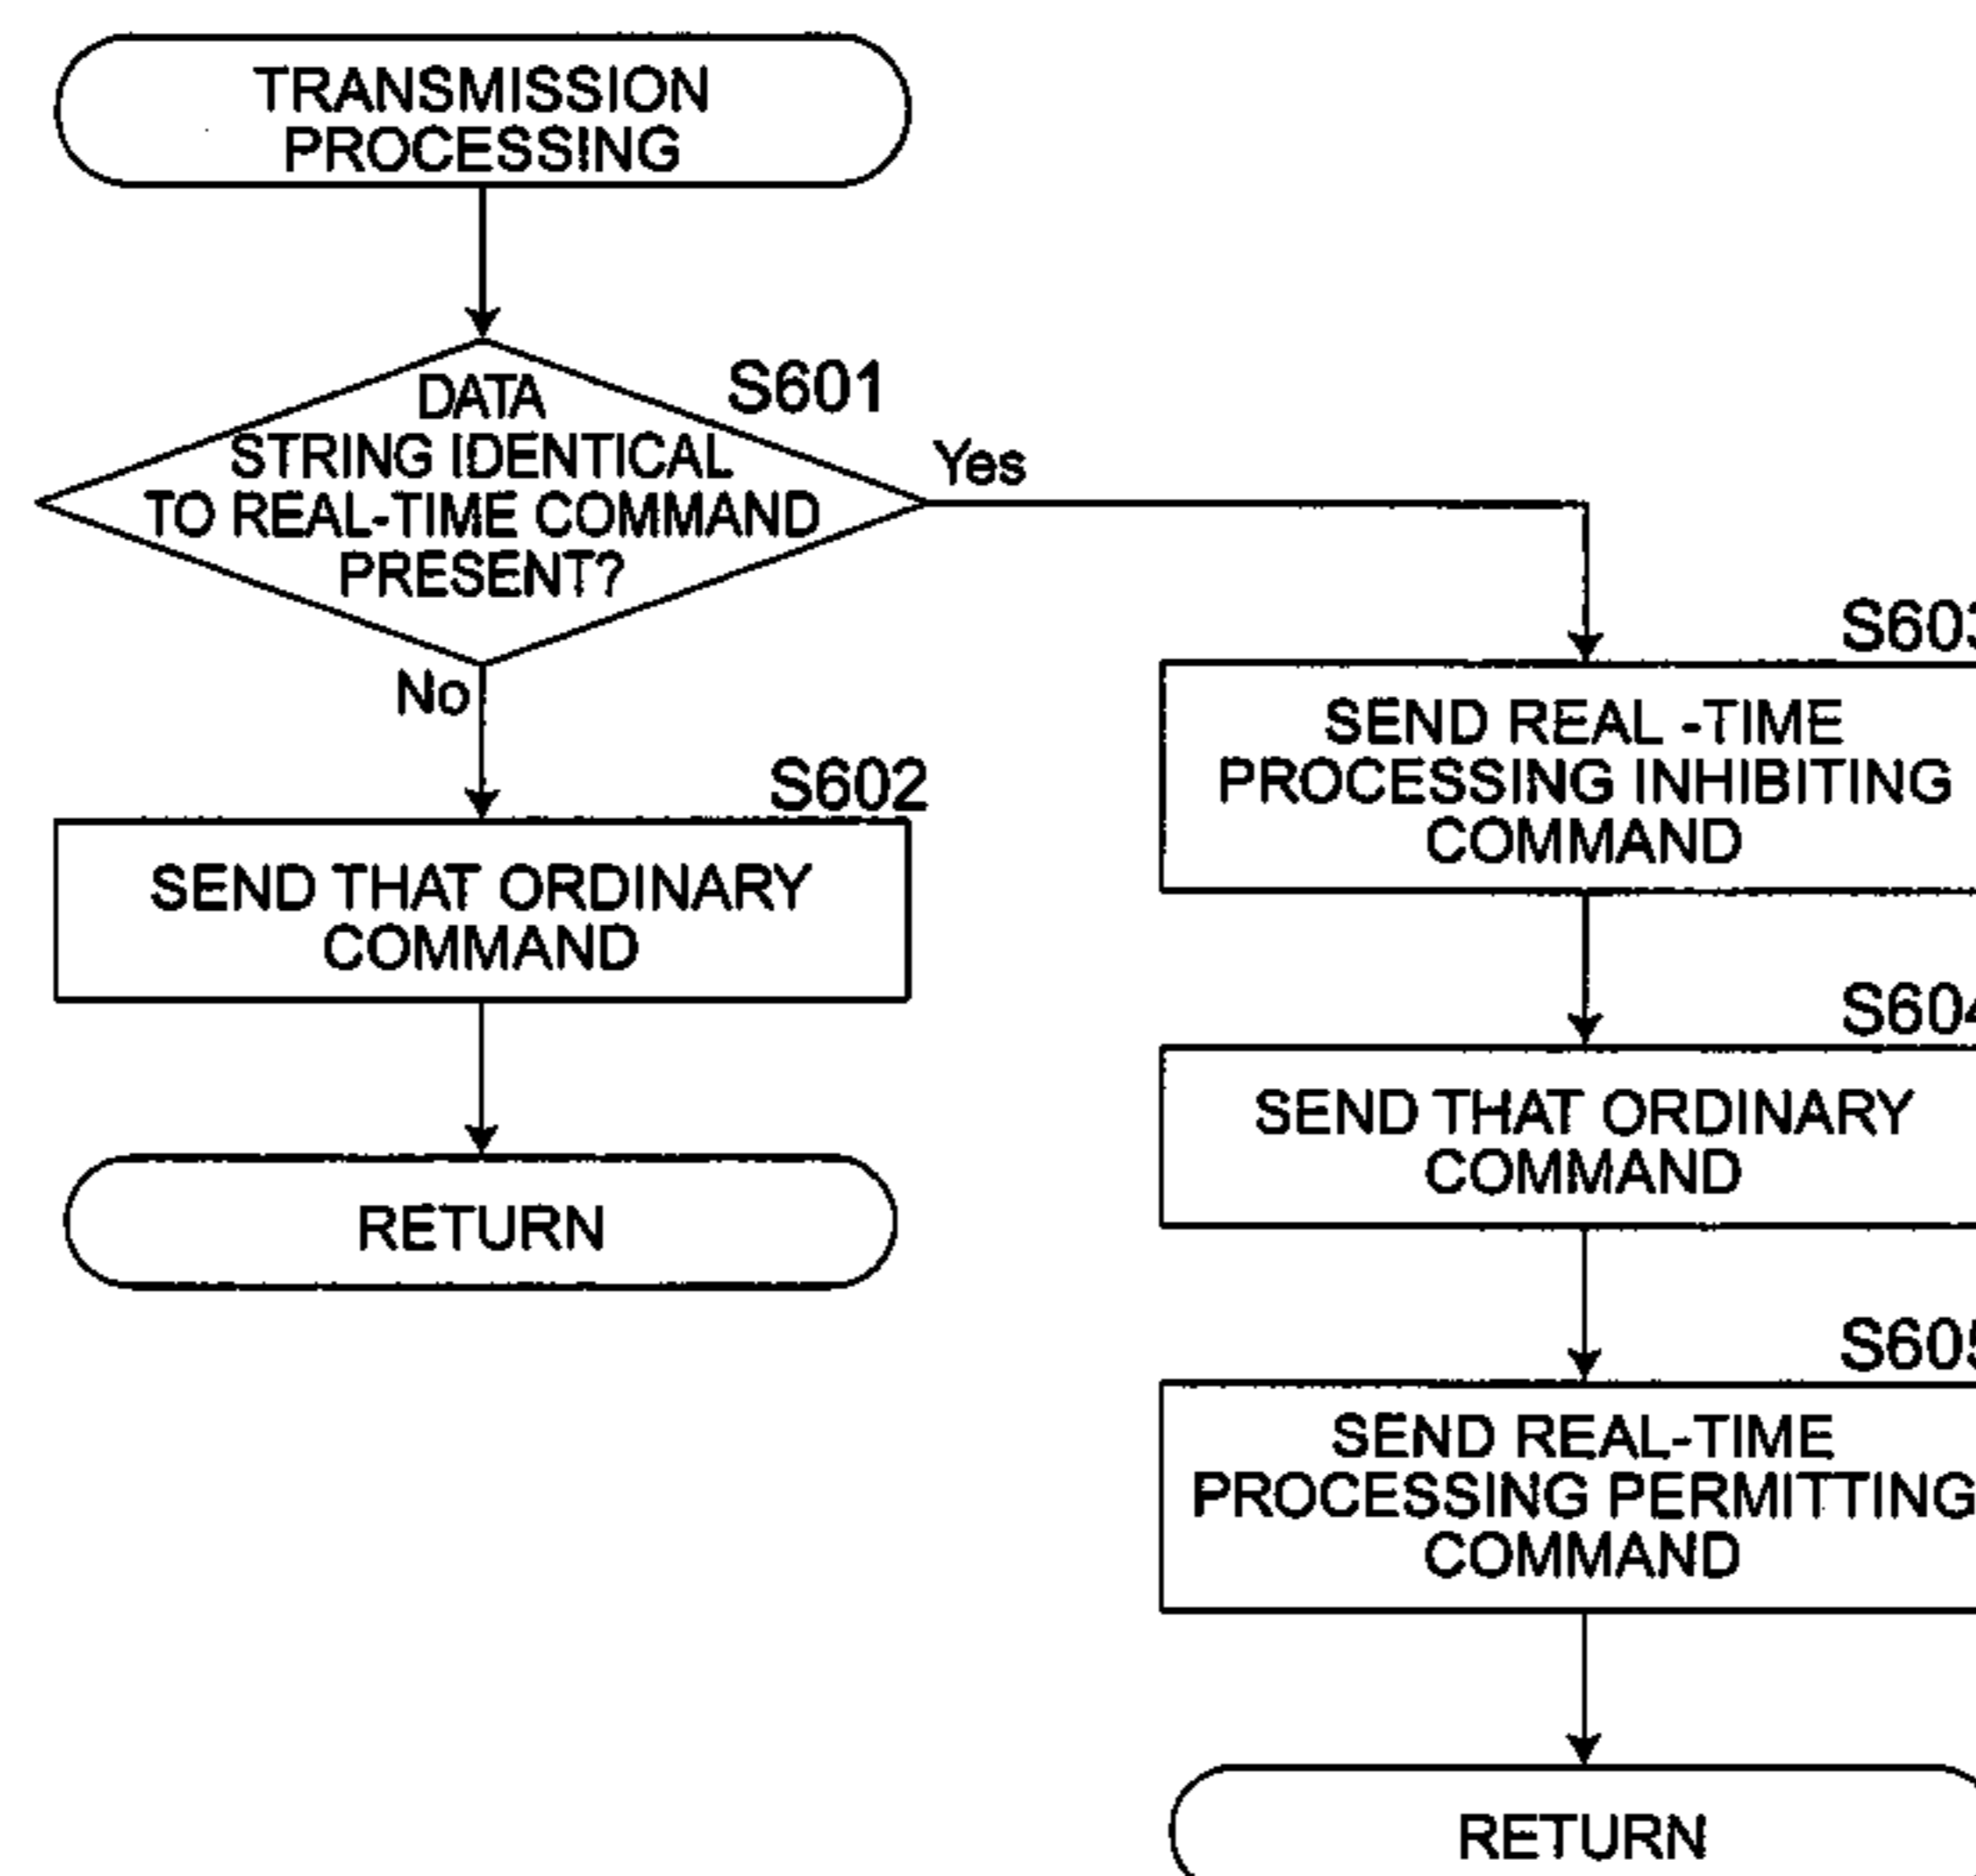 TRANSMISSION
PROCESSING
S601
DATA
STRING IDENTICAL
TO REAL-TIME COMMAND
PRESENT?
Yes
No
S602
SEND THAT ORDINARY
COMMAND
RETURN
SEND REAL -TIME
PROCESSING INHIBITING
COMMAND
SEND THAT ORDINARY
COMMAND
SEND REAL-TIME
PROCESSING PERMITTING
COMMAND
RETURN